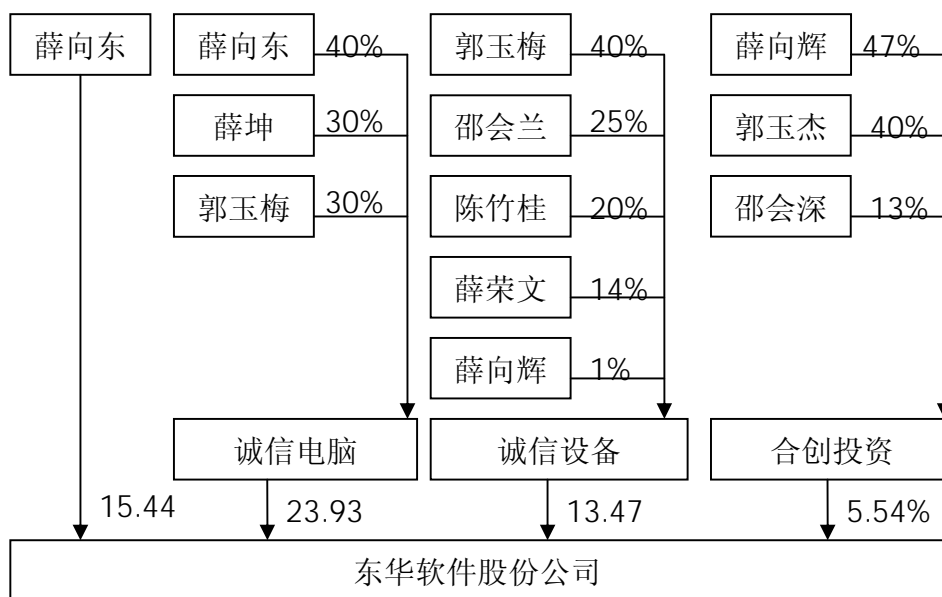 薛向东 薛向东 40% 郭玉梅 40% 薛向辉 47%
薛坤 30% 邵会兰 25% 郭玉杰 40%
郭玉梅 30% 陈竹桂 20% 邵会深 13%
薛荣文 14%
薛向辉 1%
诚信电脑 诚信设备 合创投资
15.44 23.93 13.47 5.54%
东华软件股份公司